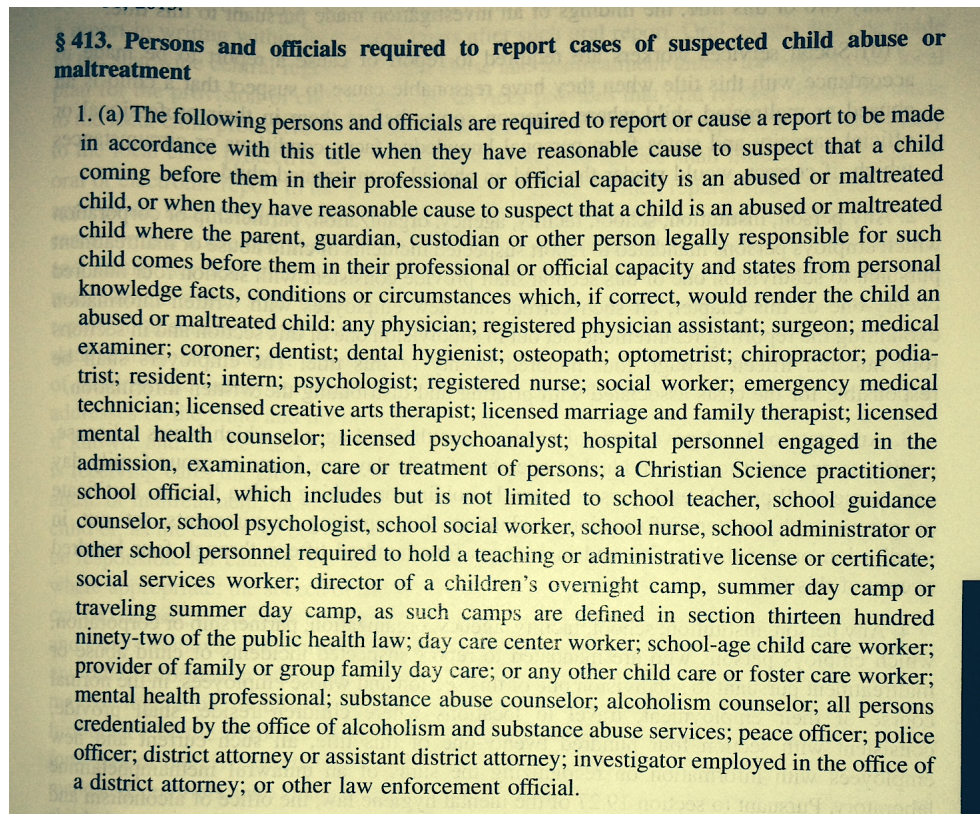 § 413. Persons and officials required to report cases of suspected child abuse or
maltreatment
1. (a) The following persons and officials are required to report or cause a report to be made
in accordance with this title when they have reasonable cause to suspect that a child
coming before them in their professional or official capacity is an abused or maltreated
child, or when they have reasonable cause to suspect that a child is an abused or maltreated
child where the parent, guardian, custodian or other person legally responsible for such
child comes before them in their professional or official capacity and states from personal
knowledge facts, conditions or circumstances which, if correct, would render the child an
abused or maltreated child: any physician; registered physician assistant; surgeon; medical
examiner; coroner; dentist; dental hygienist; osteopath; optometrist; chiropractor; podia-
trist; resident; intern; psychologist; registered nurse; social worker; emergency medical
technician; licensed creative arts therapist; licensed marriage and family therapist; licensed
mental health counselor; licensed psychoanalyst; hospital personnel engaged in the
admission, examination, care or treatment of persons; a Christian Science practitioner;
school official, which includes but is not limited to school teacher, school guidance
counselor, school psychologist, school social worker, school nurse, school administrator or
other school personnel required to hold a teaching or administrative license or certificate;
social services worker; director of a children's overnight camp, summer day camp or
traveling summer day camp, as such camps are defined in section thirteen hundred
ninety-two of the public health law; day care center worker; school-age child care worker;
provider of family or group family day care; or any other child care or foster care worker;
mental health professional; substance abuse counselor; alcoholism counselor; all persons
credentialed by the office of alcoholism and substance abuse services; peace officer; police
officer; district attorney or assistant district attorney; investigator employed in the office of
a district attorney; or other law enforcement official.